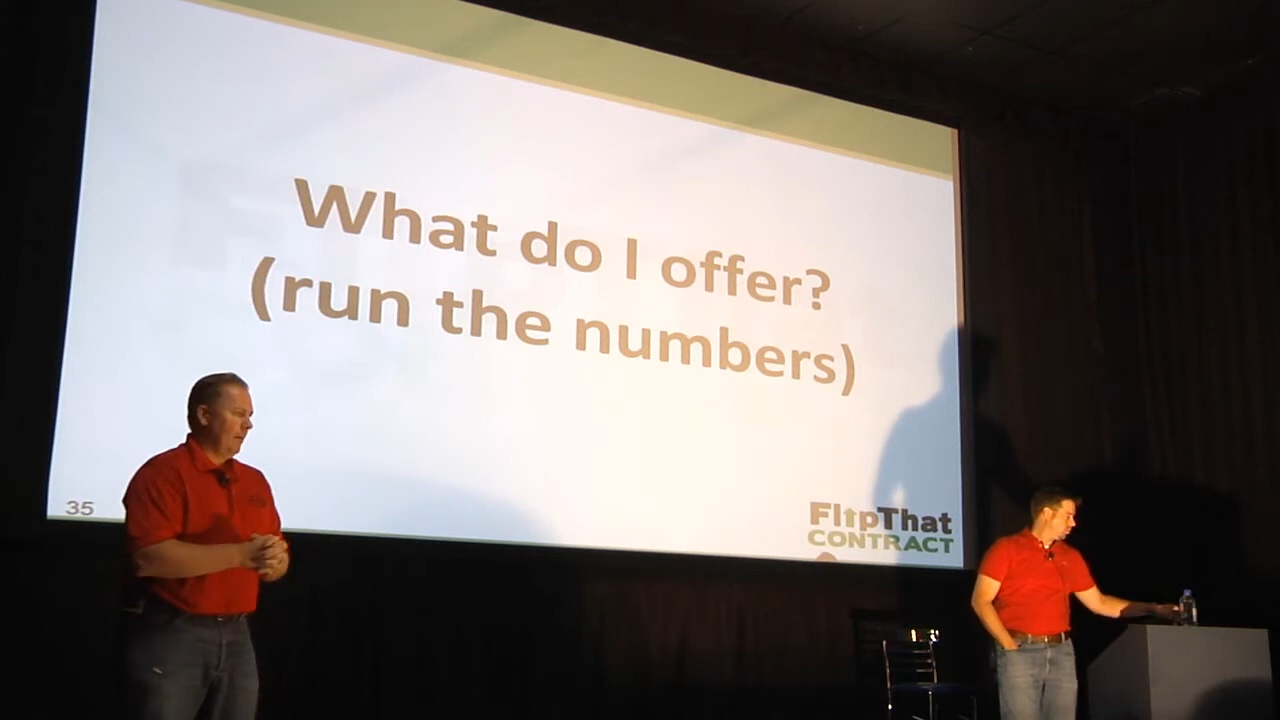 What do I offer?
(run the numbers)
35
FlipThat
CONTRACT